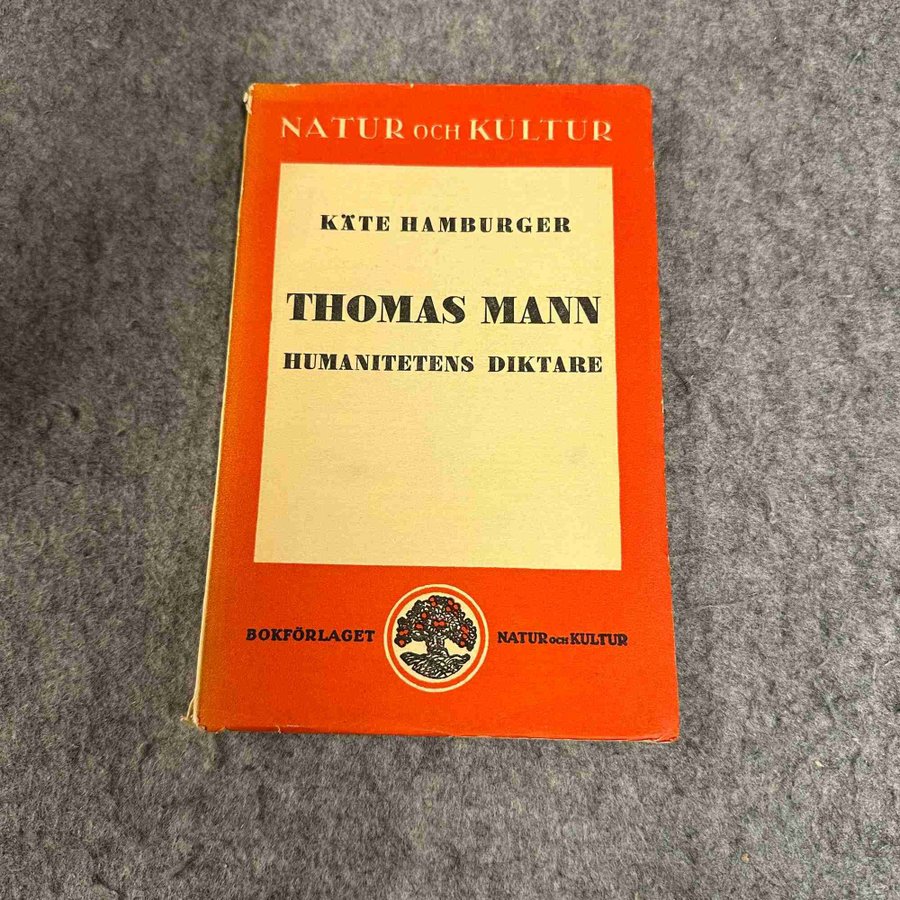 NATUR OCH KULTUR
KÄTE HAMBURGER
THOMAS MANN
HUMANITETENS DIKTARE
BOKFÖRLAGET NATUR OCH KULTUR